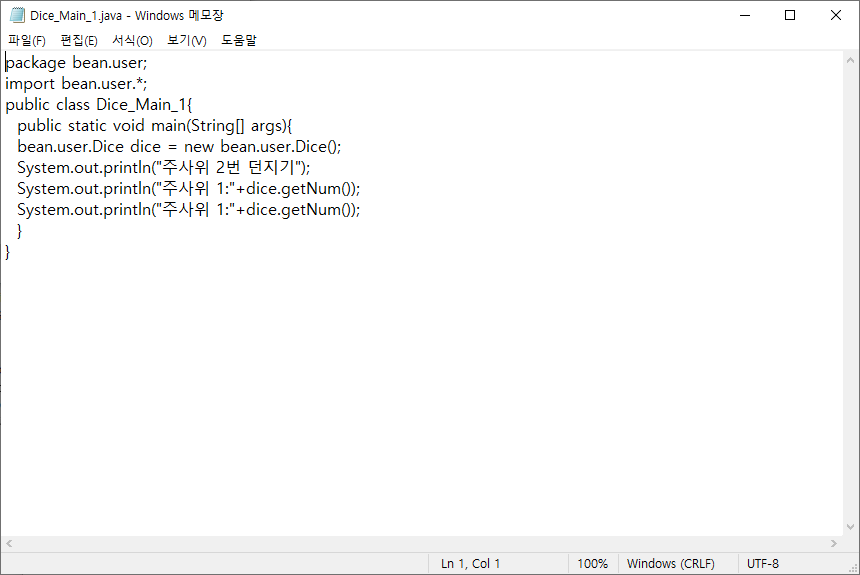 Dice_Main_1.java - Windows 메모장
파일(F) 편집(E) 서식(O) 보기(V) 도움말
package bean.user;
import bean.user.*;
public class Dice_Main_1{
public static void main(String[] args){
bean.user.Dice dice = new bean.user.Dice();
System.out.println("주사위 2번 던지기");
System.out.println("주사위 1:"+dice.getNum());
System.out.println("주사위 1:"+dice.getNum());
}
}
Ln 1, Col 1 100% Windows (CRLF) UTF-8